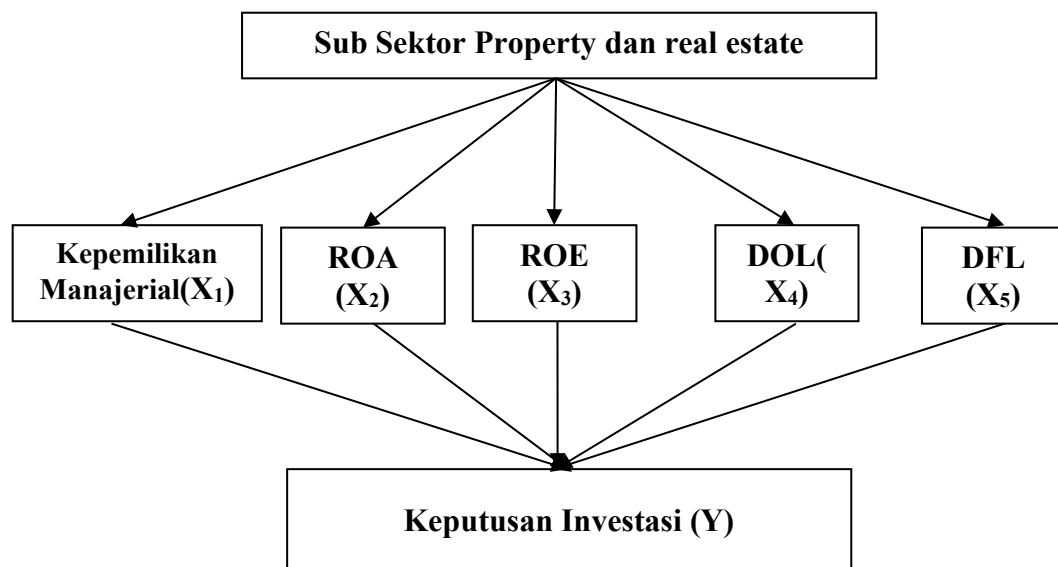 Sub Sektor Property dan real estate
Kepemilikan
Manajerial(X₁)
ROA
(X₂)
ROE
(X₃)
DOL(
X₄)
DFL
(X₅)
Keputusan Investasi (Y)